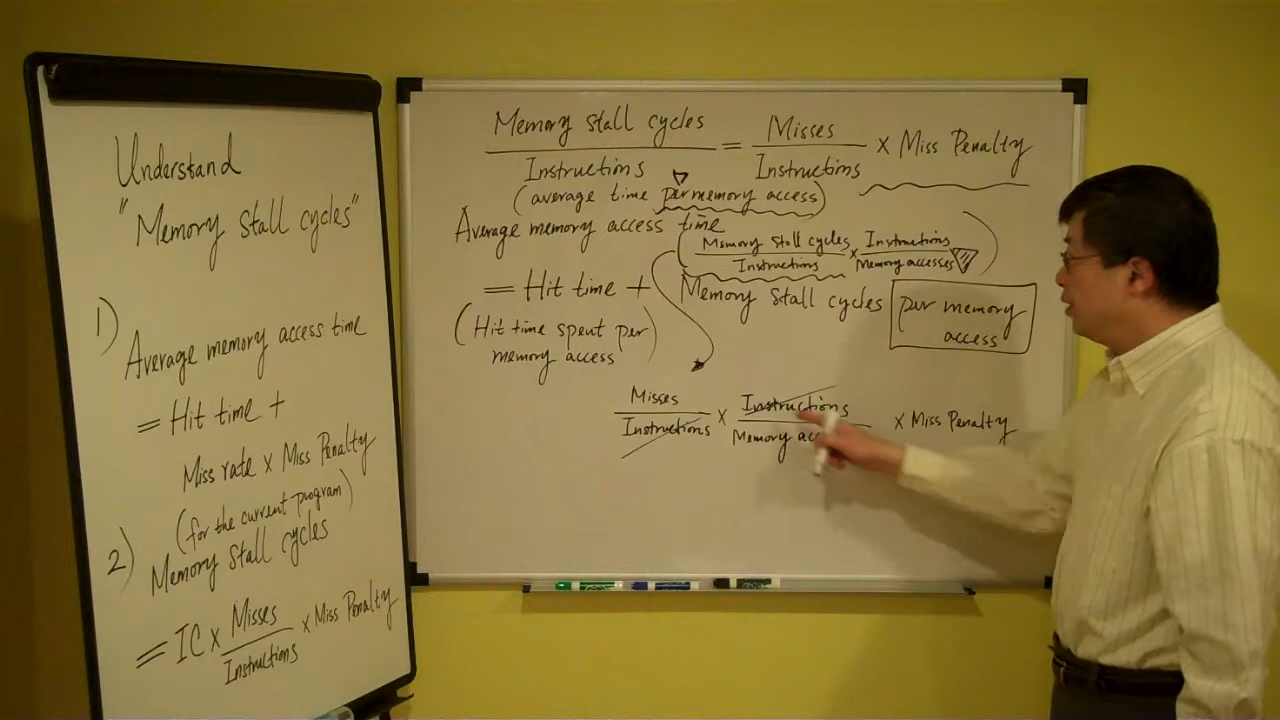 Understand
"Memory stall cycles"
1)
Average memory access time
= Hit time +
Miss rate x Miss Penalty
(for the current program)
2)
Memory stall cycles
= IC x Misses x Miss Penalty
Instructions
Memory stall cycles = Misses x Miss Penalty
Instructions Instructions
(average time per memory access)
Average memory access time
(Memory stall cycles x Instructions)
Instructions Memory accesses
= Hit time + Memory stall cycles per memory
access
(Hit time spent per
memory access)
Misses x Instructions x Miss Penalty
Instructions Memory